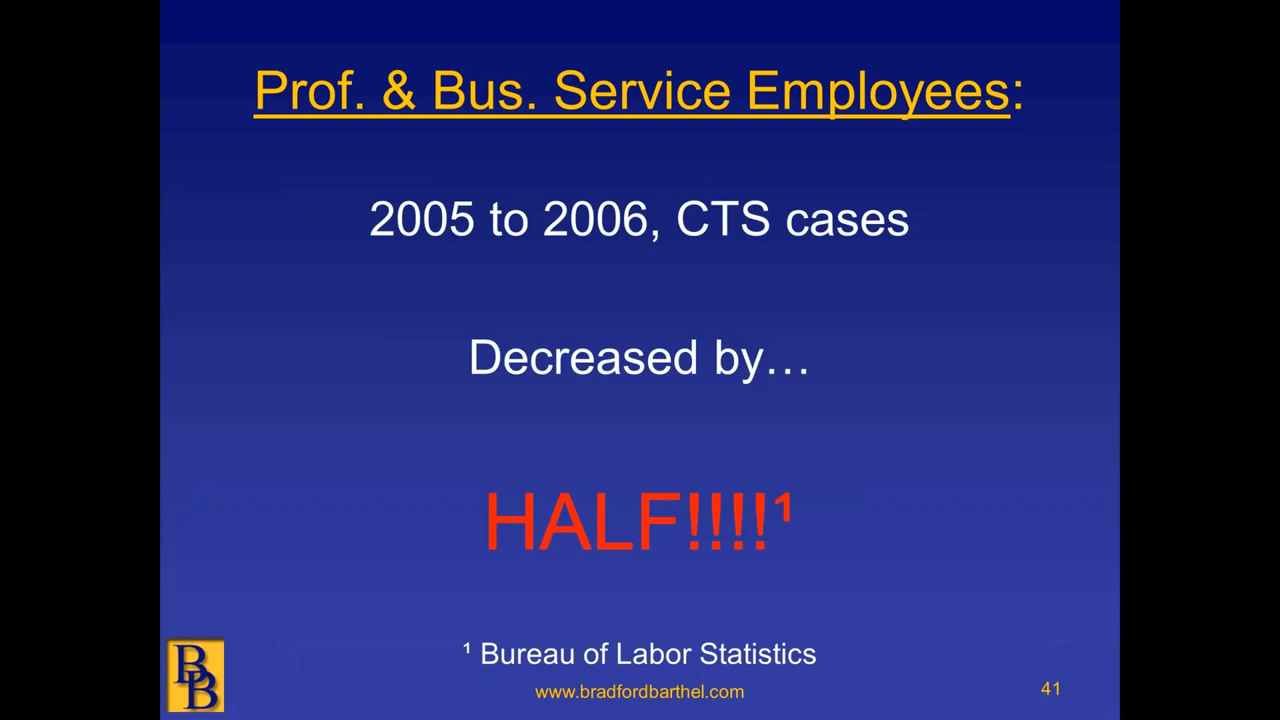 Prof. & Bus. Service Employees:
2005 to 2006, CTS cases
Decreased by…
HALF!!!!¹
¹ Bureau of Labor Statistics
BB
www.bradfordbarthel.com
41